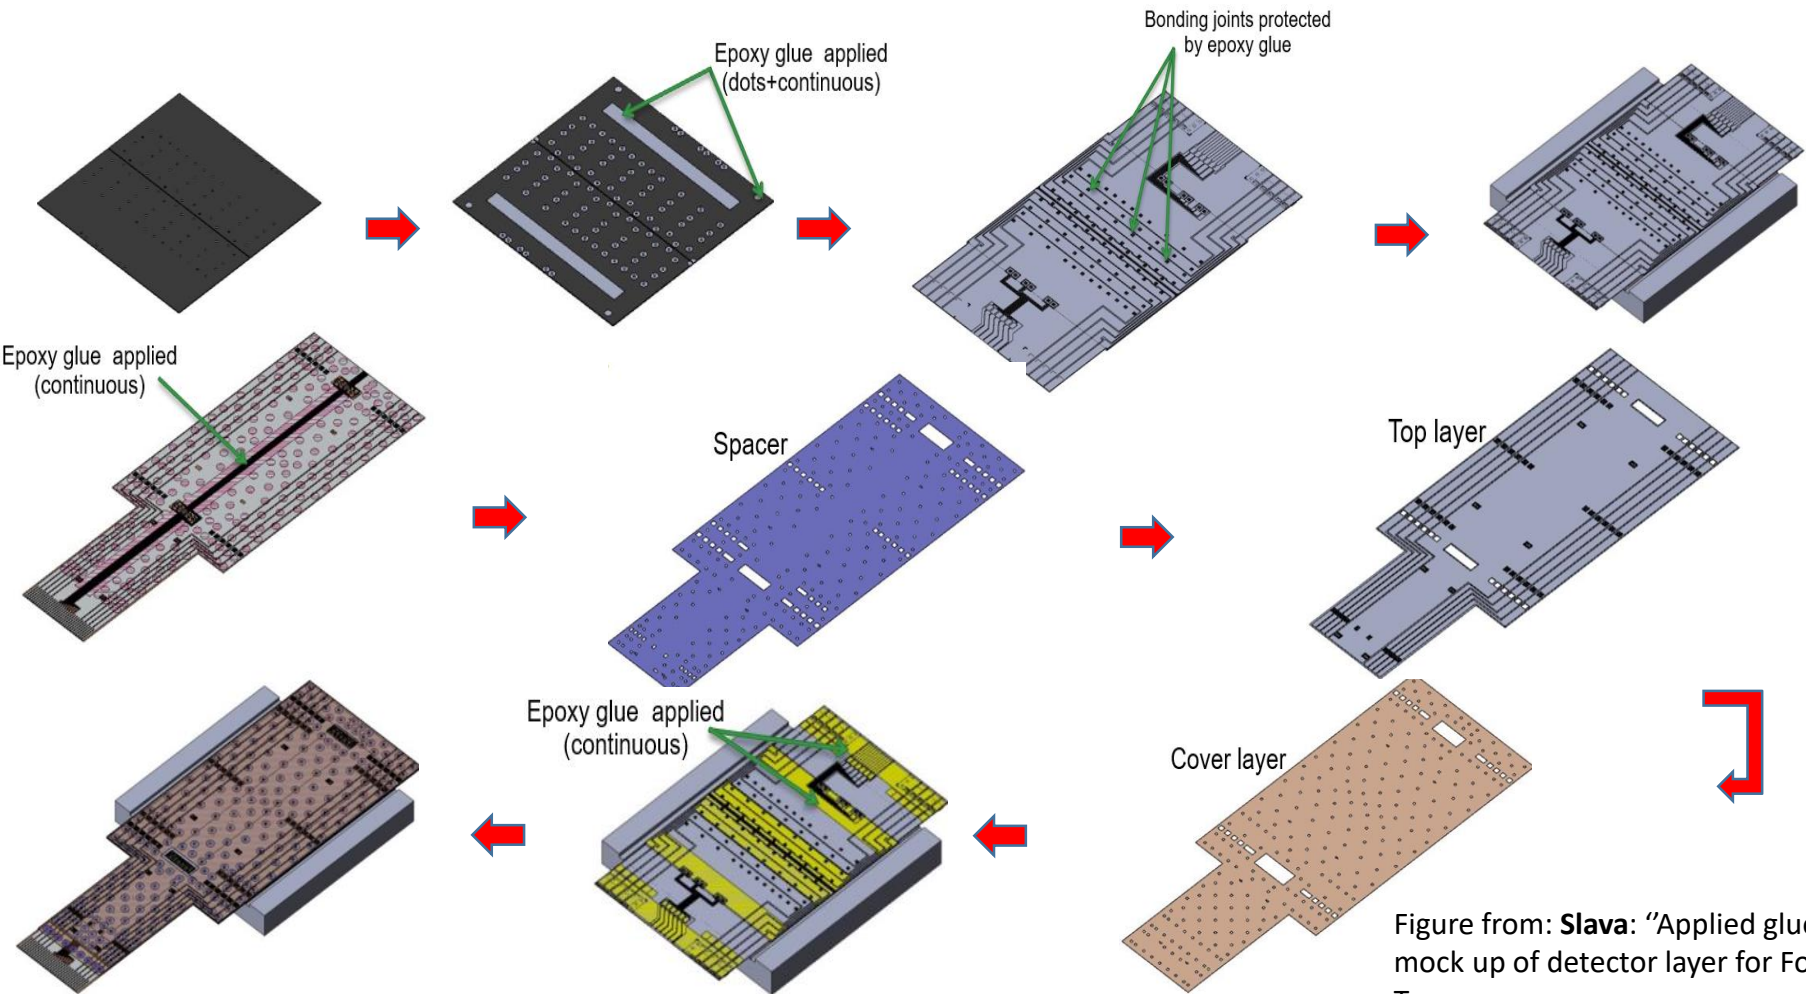 Bonding joints protected
by epoxy glue
Epoxy glue  applied
(dots+continuous)
Epoxy glue  applied
(continuous)
Spacer
Top layer
Epoxy glue  applied
(continuous)
Cover layer
Figure from: Slava: “Applied glue
mock up of detector layer for Fo